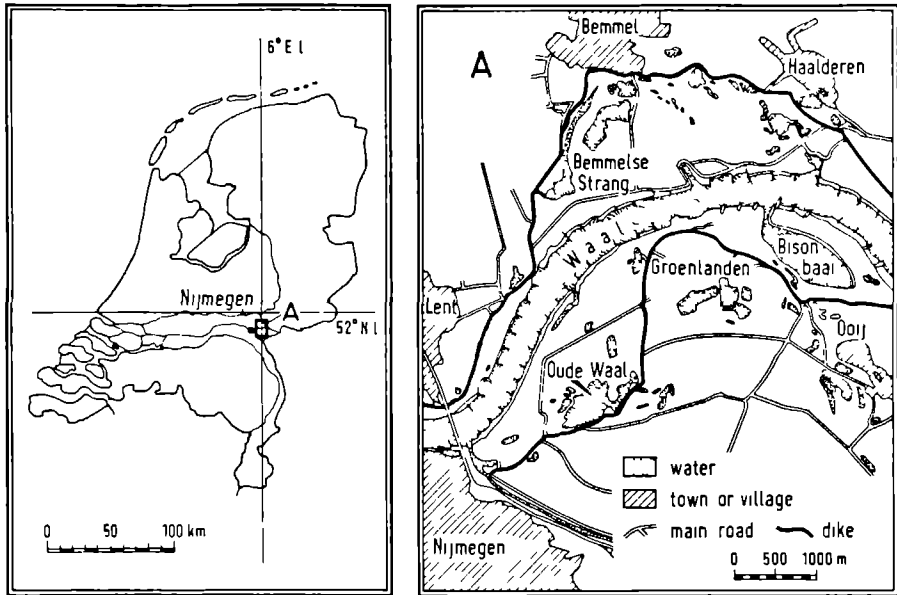 6° E l
Nijmegen
A
52° N l
0 50 100 km
A
Bemmel
Haalderen
Bemmelse
Strang
Waal
Bison
baai
Groenlanden
Lent
Ooij
Oude Waal
water
town or village
main road
dike
Nijmegen
0 500 1000 m